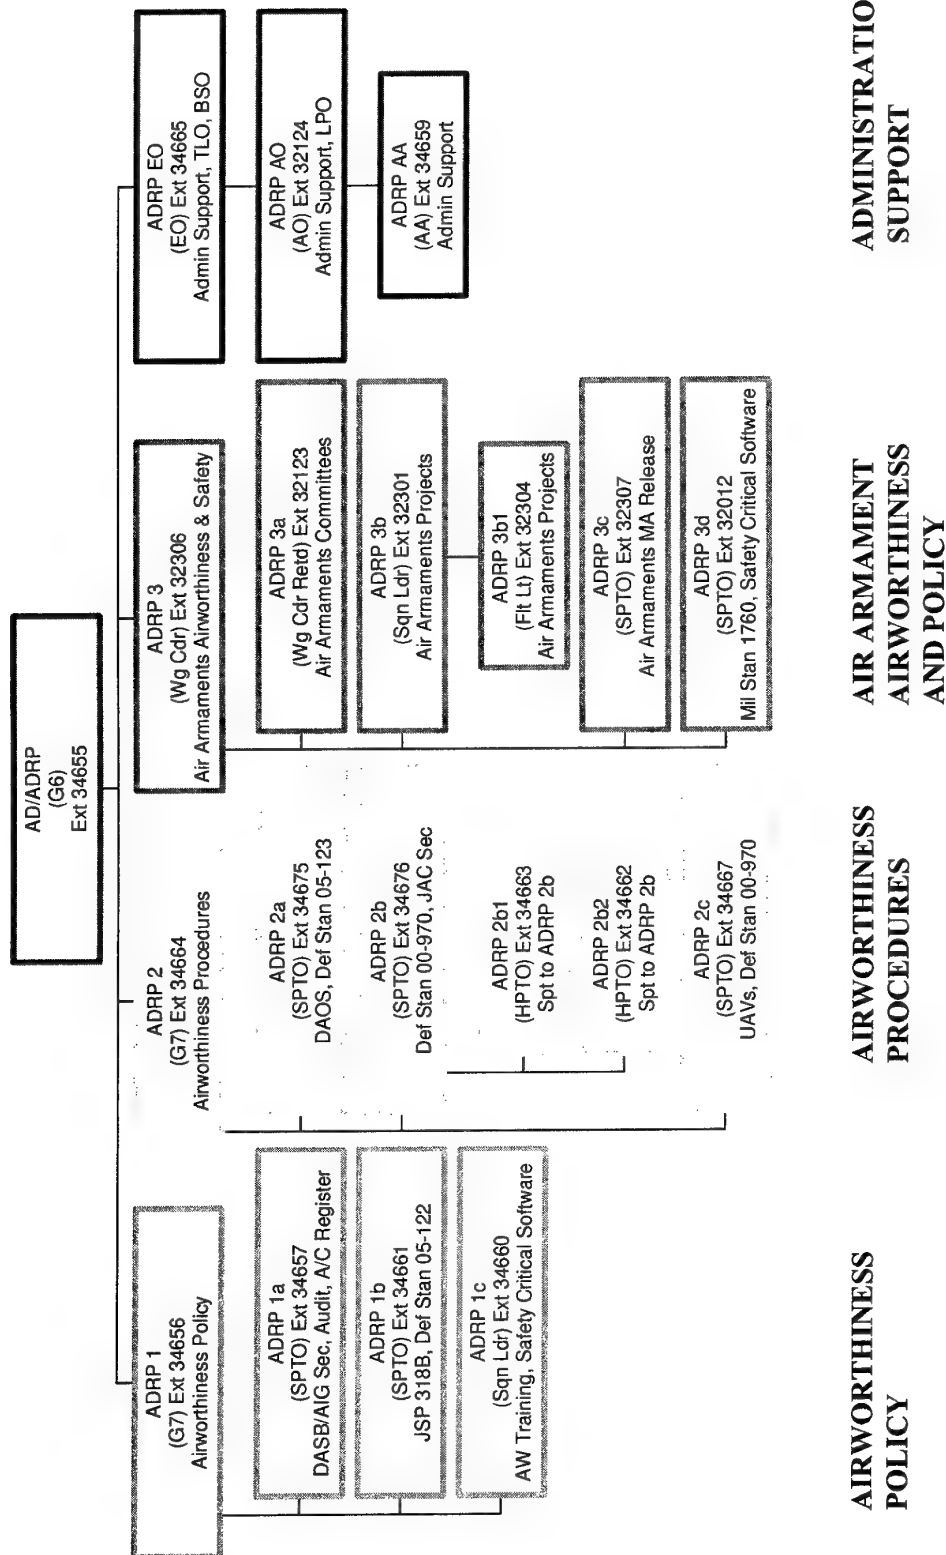 AD/ADRP
(G6)
Ext 34655
ADRP 1
(G7) Ext 34656
Airworthiness Policy
ADRP 1a
(SPTO) Ext 34657
DASB/AIG Sec, Audit, A/C Register
ADRP 1b
(SPTO) Ext 34661
JSP 318B, Def Stan 05-122
ADRP 1c
(Sqn Ldr) Ext 34660
AW Training, Safety Critical Software
AIRWORTHINESS
POLICY
ADRP 2
(G7) Ext 34664
Airworthiness Procedures
ADRP 2a
(SPTO) Ext 34675
DAOS, Def Stan 05-123
ADRP 2b
(SPTO) Ext 34676
Def Stan 00-970, JAC Sec
ADRP 2b1
(HPTO) Ext 34663
Spt to ADRP 2b
ADRP 2b2
(HPTO) Ext 34662
Spt to ADRP 2b
ADRP 2c
(SPTO) Ext 34667
UAVs, Def Stan 00-970
AIRWORTHINESS
PROCEDURES
ADRP 3
(Wg Cdr) Ext 32306
Air Armaments Airworthiness & Safety
ADRP 3a
(Wg Cdr Retd) Ext 32123
Air Armaments Committees
ADRP 3b
(Sqn Ldr) Ext 32301
Air Armaments Projects
ADRP 3b1
(Flt Lt) Ext 32304
Air Armaments Projects
ADRP 3c
(SPTO) Ext 32307
Air Armaments MA Release
ADRP 3d
(SPTO) Ext 32012
Mil Stan 1760, Safety Critical Software
AIR ARMAMENT
AIRWORTHINESS
AND POLICY
ADRP EO
(EO) Ext 34665
Admin Support, TLO, BSO
ADRP AO
(AO) Ext 32124
Admin Support, LPO
ADRP AA
(AA) Ext 34659
Admin Support
ADMINISTRATIO
SUPPORT